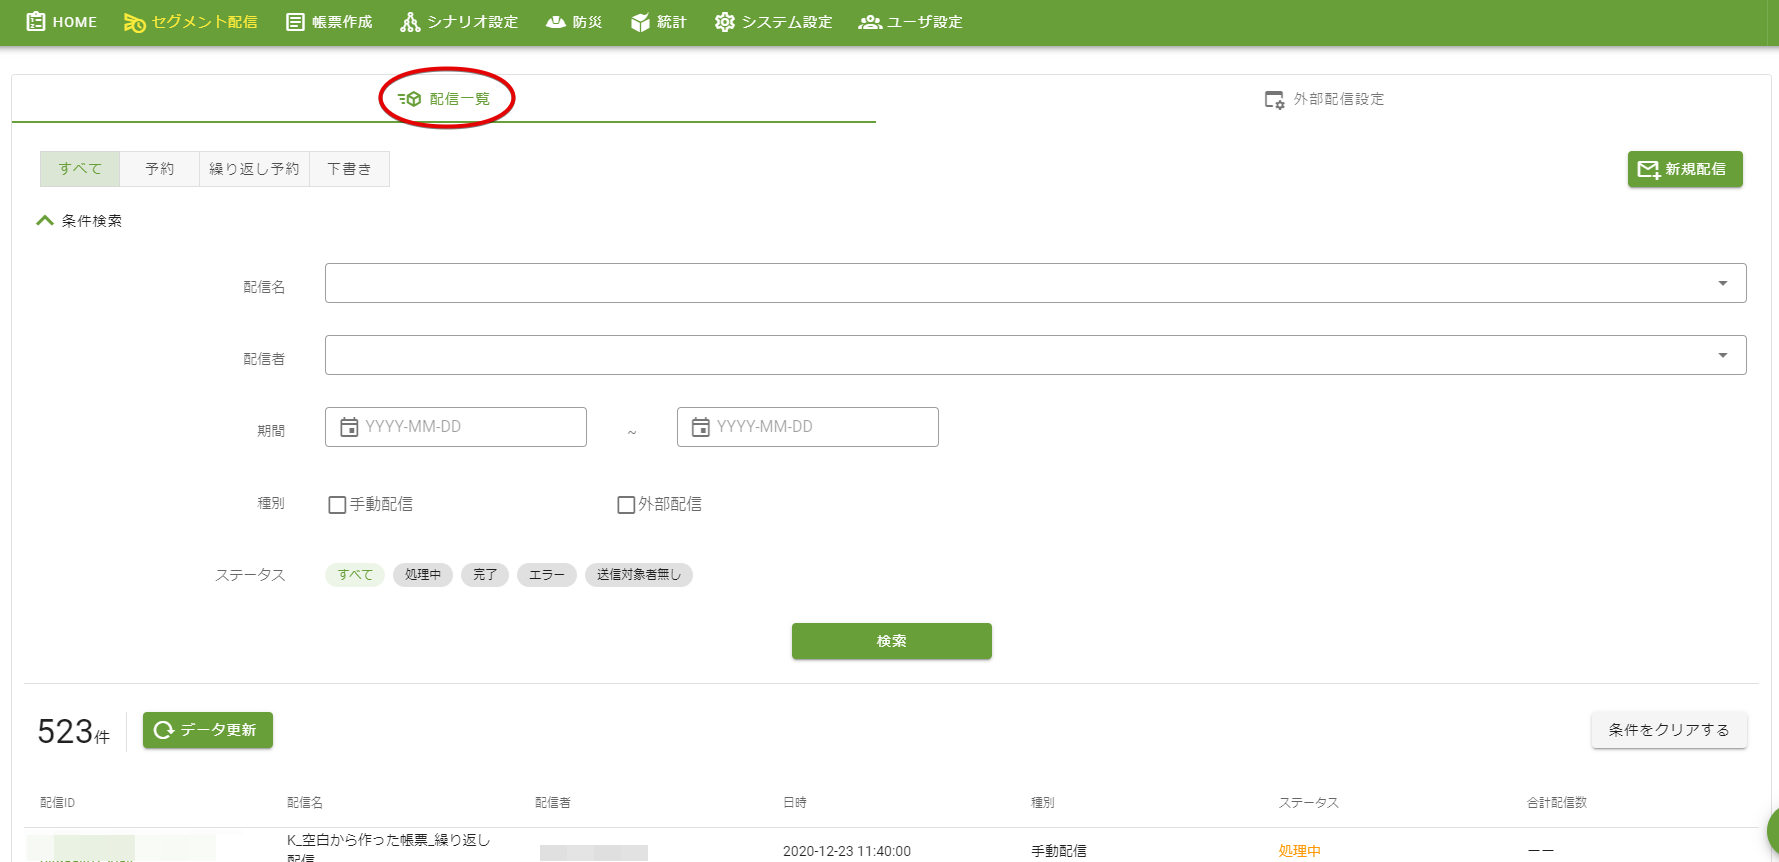 HOME セグメント配信 帳票作成 シナリオ設定 防災 統計 システム設定 ユーザ設定
配信一覧 外部配信設定
すべて 予約 繰り返し予約 下書き 新規配信
条件検索
配信名
配信者
期間 YYYY-MM-DD ~ YYYY-MM-DD
種別 手動配信 外部配信
ステータス すべて 処理中 完了 エラー 送信対象者無し
検索
523件 データ更新 条件をクリアする
配信ID 配信名 配信者 日時 種別 ステータス 合計配信数
K_空白から作った帳票_繰り返し
配信
2020-12-23 11:40:00 手動配信 処理中 ーー